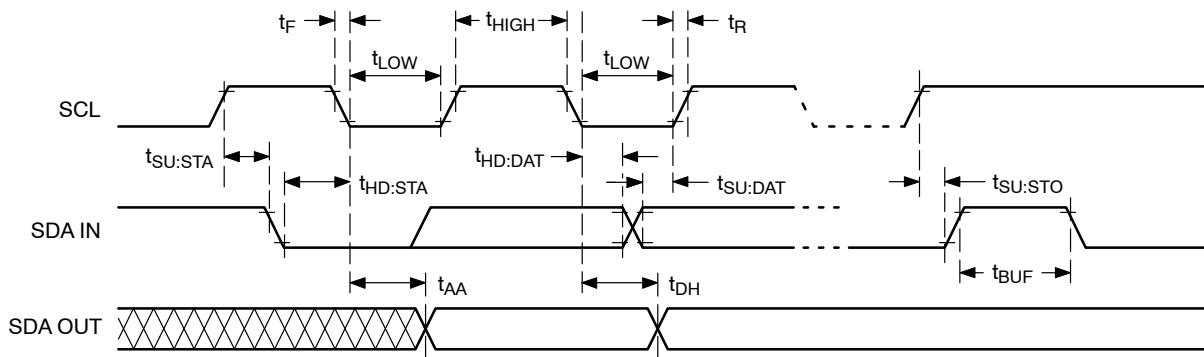 tF
tHIGH
tR
tLOW
tLOW
SCL
tSU:STA
tHD:DAT
tHD:STA
tSU:DAT
tSU:STO
SDA IN
tBUF
tAA
tDH
SDA OUT